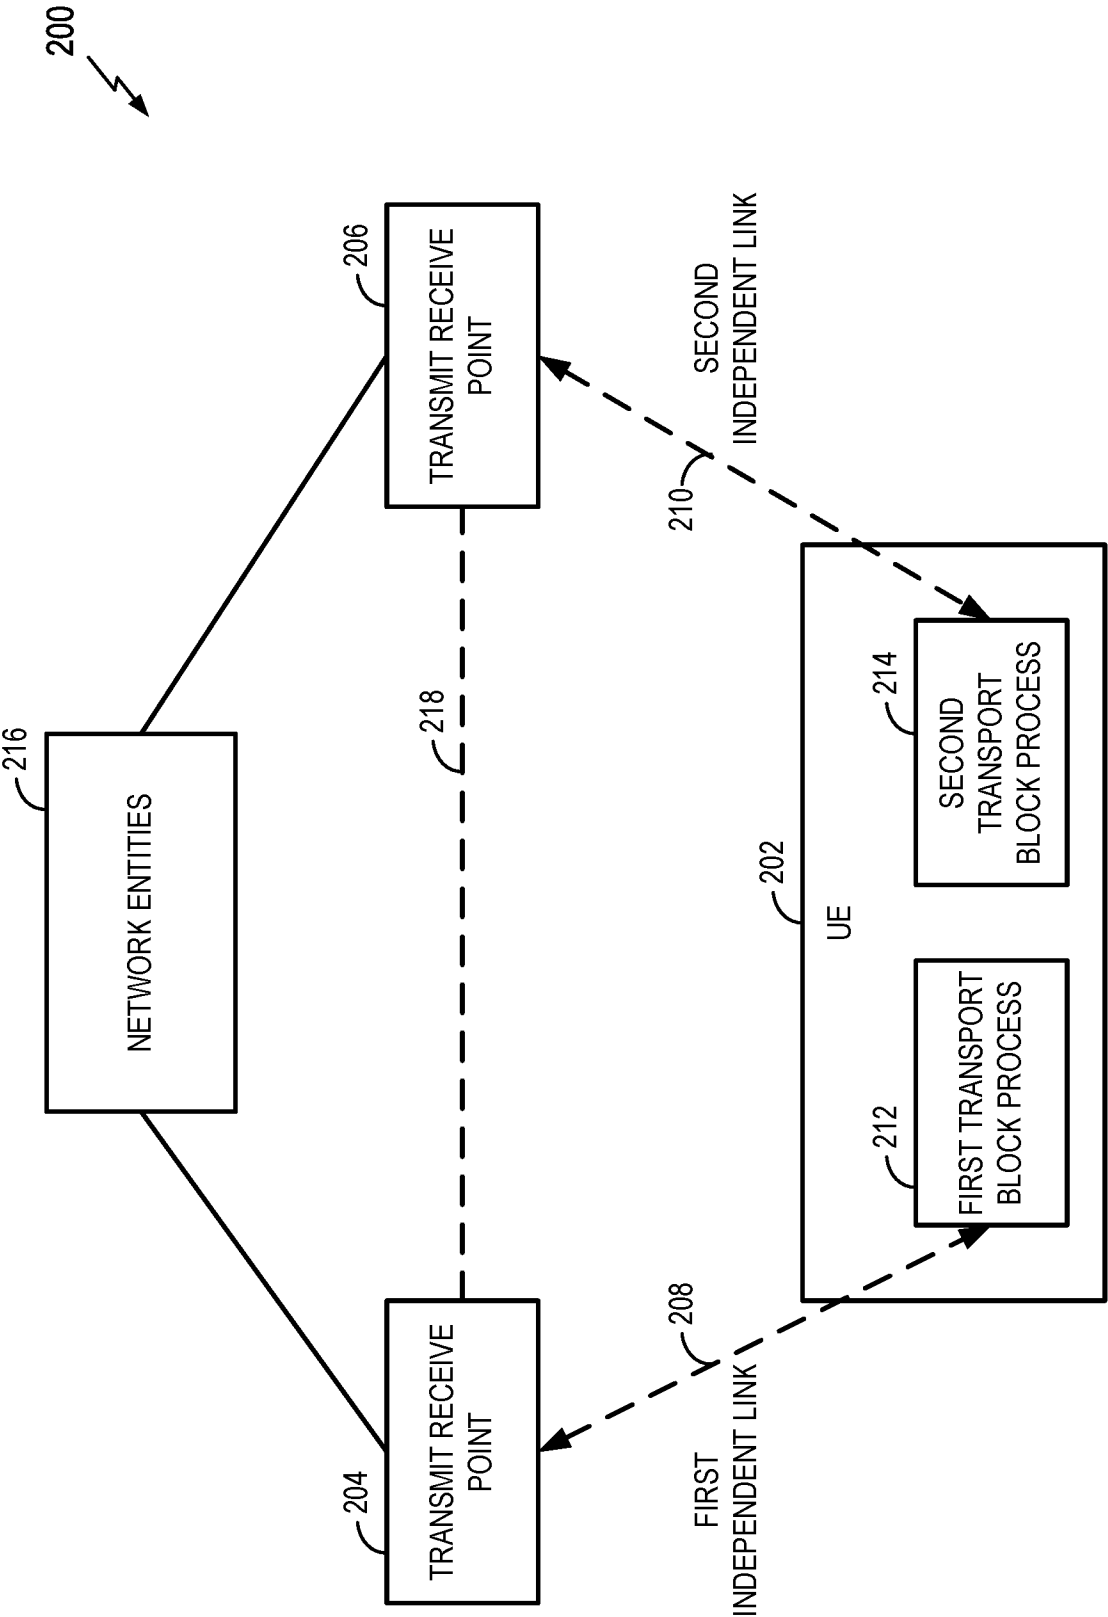 200
216
NETWORK ENTITIES
204
TRANSMIT RECEIVE
POINT
206
TRANSMIT RECEIVE
POINT
218
208
FIRST
INDEPENDENT LINK
210
SECOND
INDEPENDENT LINK
202
UE
212
FIRST TRANSPORT
BLOCK PROCESS
214
SECOND
TRANSPORT
BLOCK PROCESS